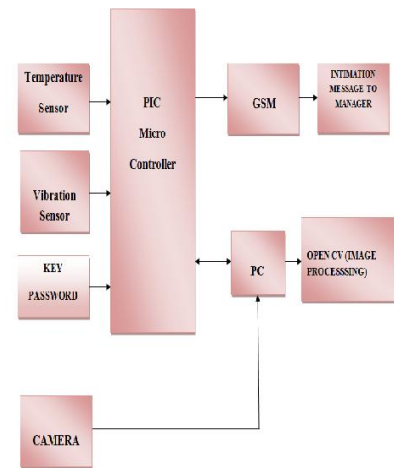 Temperature
Sensor
PIC
Micro
Controller
GSM
INTIMATION
MESSAGE TO
MANAGER
Vibration
Sensor
KEY
PASSWORD
PC
OPEN CV (IMAGE
PROCESSSING)
CAMERA